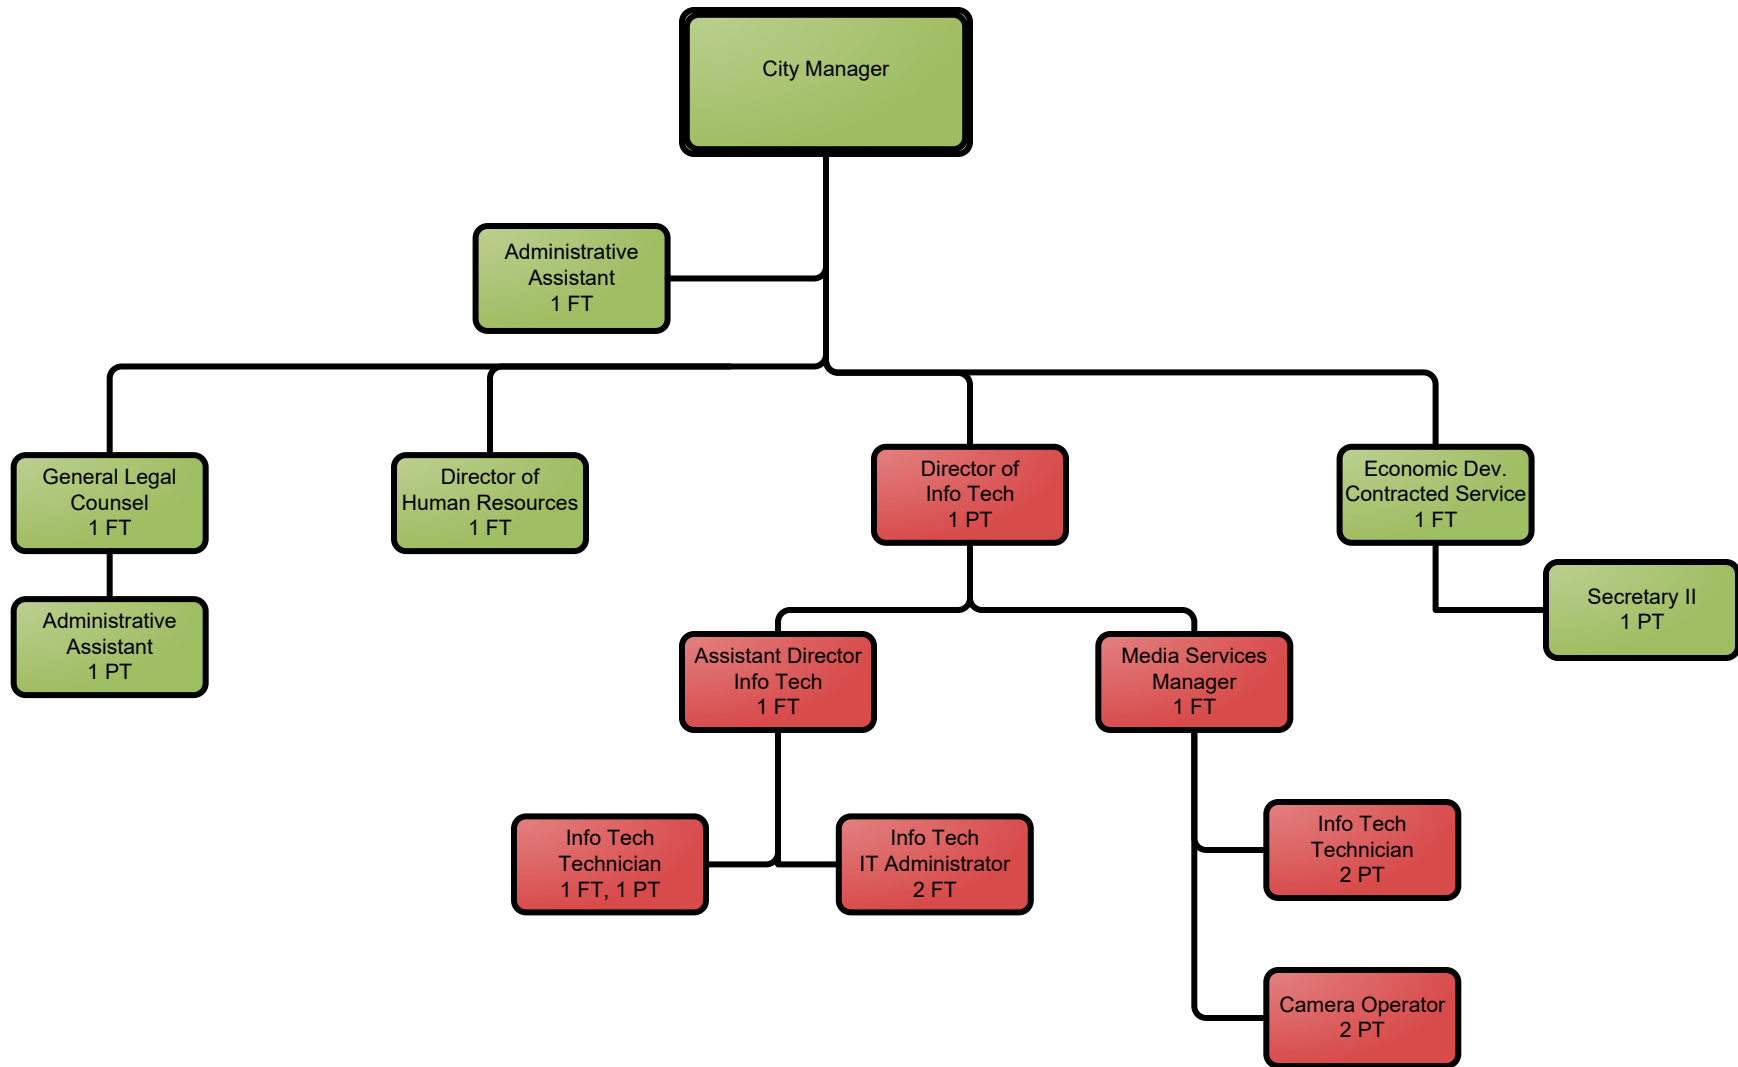 City Manager
Administrative
Assistant
1 FT
General Legal
Counsel
1 FT
Director of
Human Resources
1 FT
Director of
Info Tech
1 PT
Economic Dev.
Contracted Service
1 FT
Administrative
Assistant
1 PT
Secretary II
1 PT
Assistant Director
Info Tech
1 FT
Media Services
Manager
1 FT
Info Tech
Technician
1 FT, 1 PT
Info Tech
IT Administrator
2 FT
Info Tech
Technician
2 PT
Camera Operator
2 PT